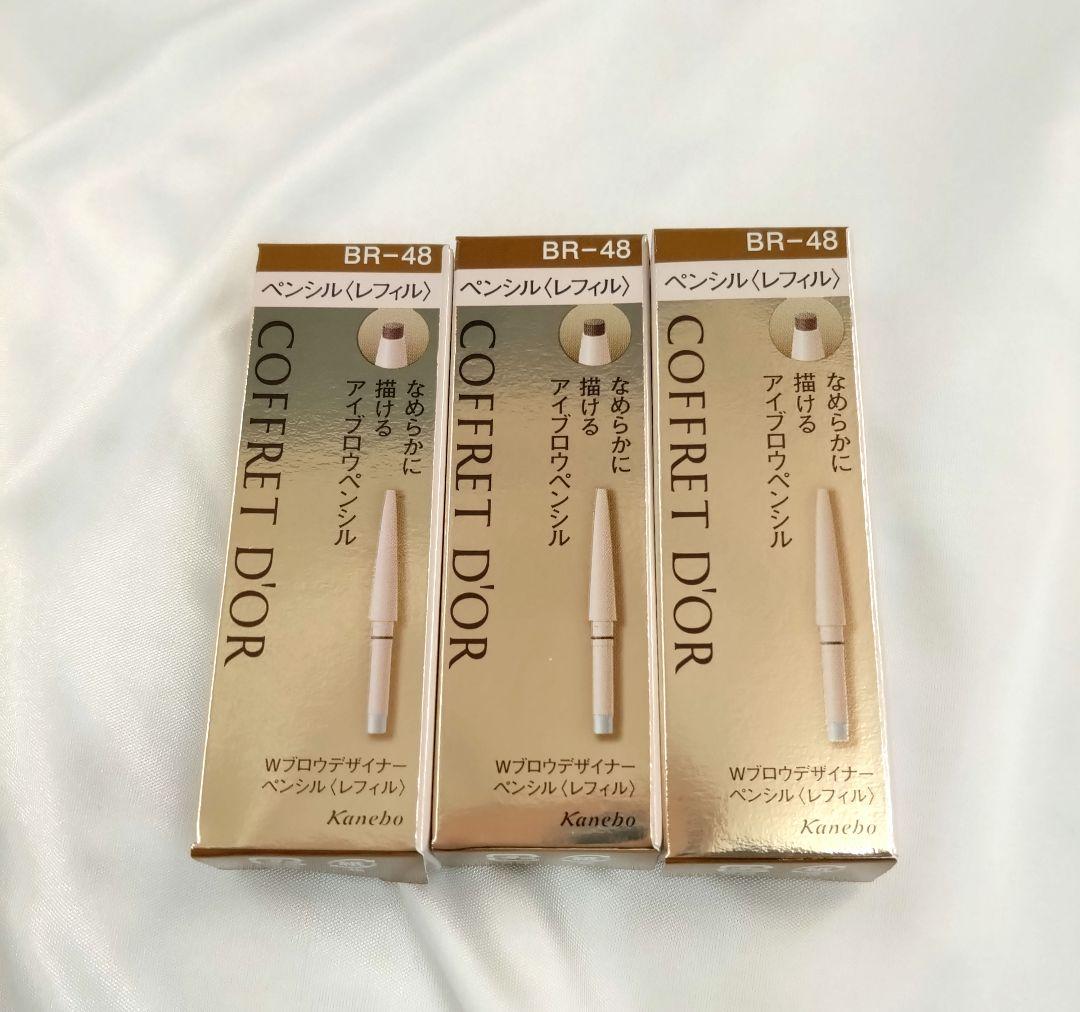 BR-48
ペンシル〈レフィル〉
COFFRET D'OR
なめらかに
描ける
アイブロウペンシル
Wブロウデザイナー
ペンシル〈レフィル〉
Kanebo
BR-48
ペンシル〈レフィル〉
COFFRET D'OR
なめらかに
描ける
アイブロウペンシル
Wブロウデザイナー
ペンシル〈レフィル〉
Kanebo
BR-48
ペンシル〈レフィル〉
COFFRET D'OR
なめらかに
描ける
アイブロウペンシル
Wブロウデザイナー
ペンシル〈レフィル〉
Kanebo